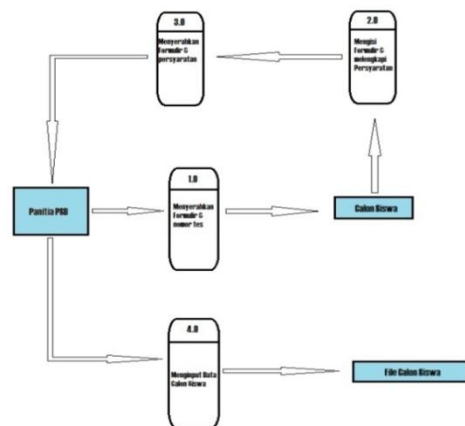 3.0
Menyerahkan
Formulir &
persyaratan
2.0
Mengisi
Formulir &
melengkapi
Persyaratan
Panitia PSB
1.0
Menyerahkan
Formulir &
nomor tes
Calon Siswa
4.0
Menginput Data
Calon Siswa
File Calon Siswa